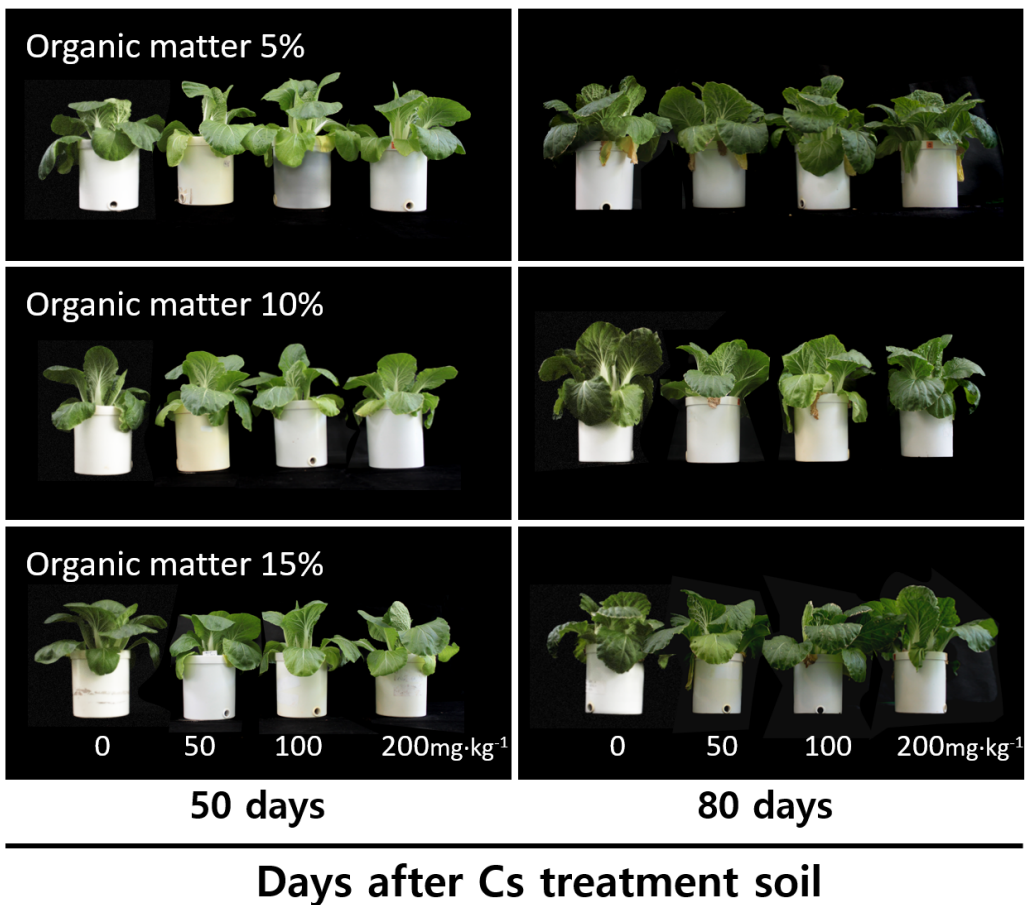 Organic matter 5%
Organic matter 10%
Organic matter 15%
0 50 100 200mg·kg⁻¹
0 50 100 200mg·kg⁻¹
50 days
80 days
Days after Cs treatment soil